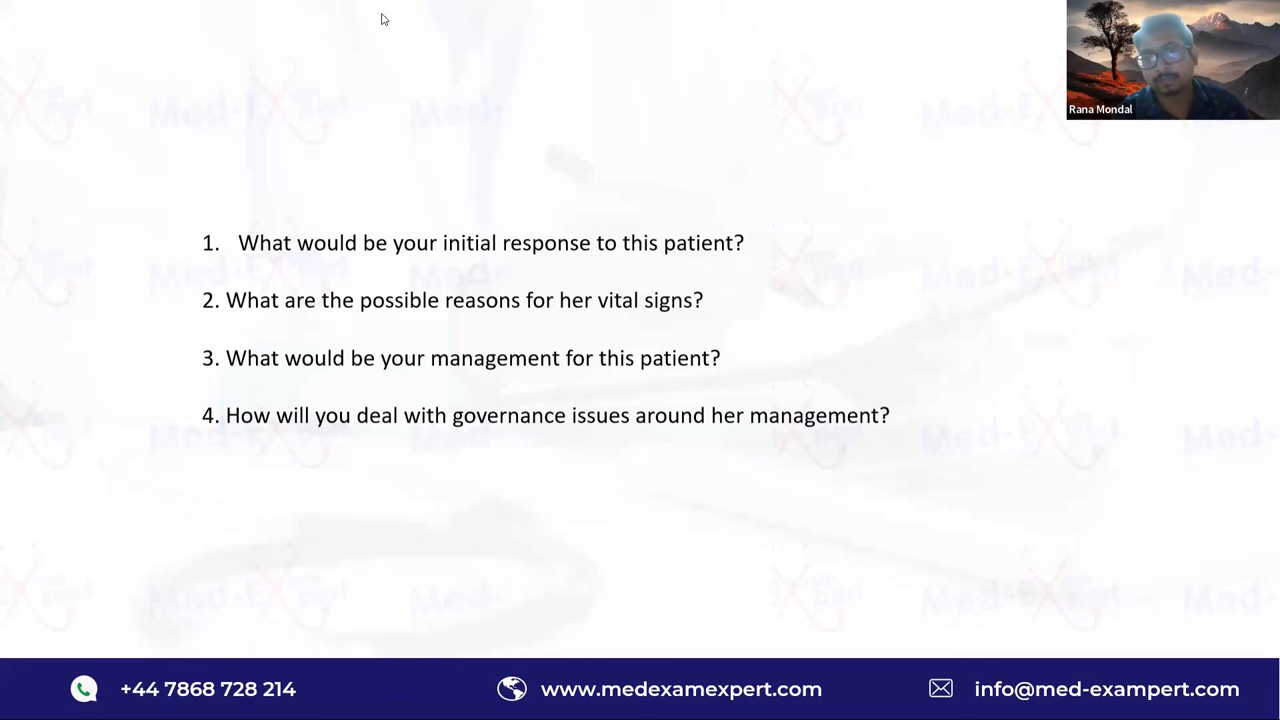 Rana Mondal
1. What would be your initial response to this patient?
2. What are the possible reasons for her vital signs?
3. What would be your management for this patient?
4. How will you deal with governance issues around her management?
+44 7868 728 214
www.medexamexpert.com
info@med-exampert.com